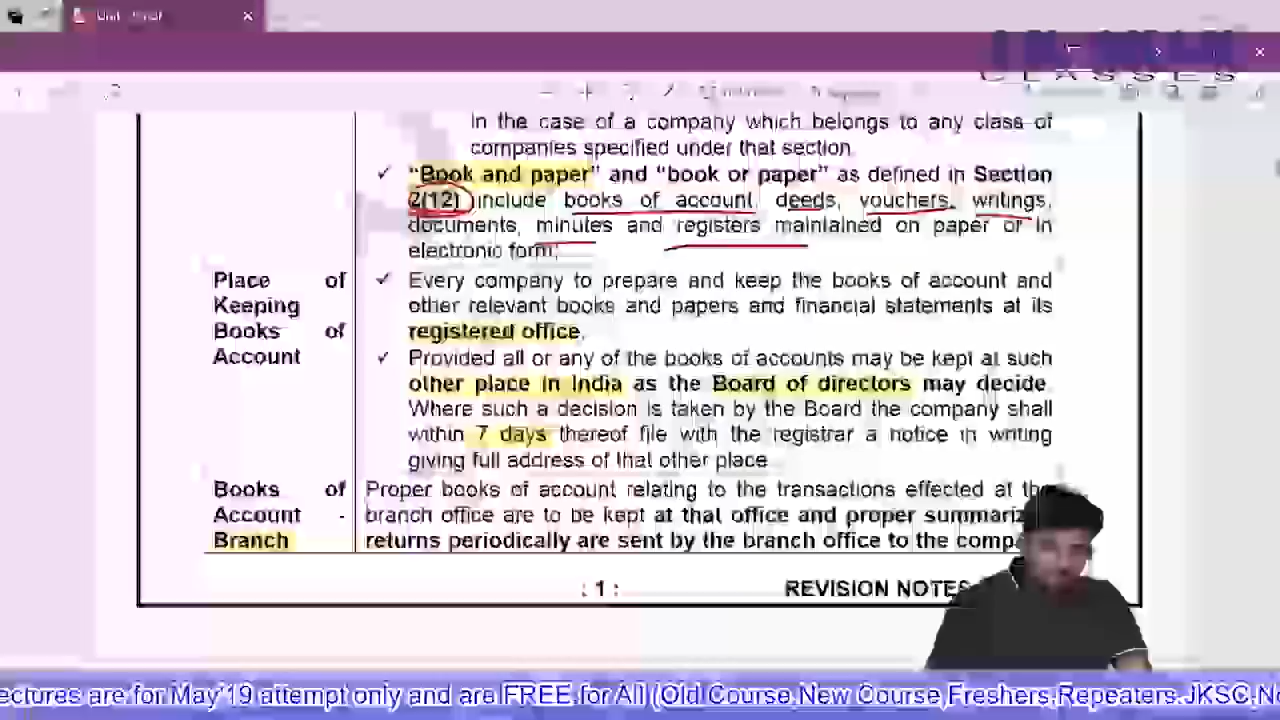 CLASSES
in the case of a company which belongs to any class of
companies specified under that section.
✓ "Book and paper" and "book or paper" as defined in Section
2(12) include books of account, deeds, vouchers, writings,
documents, minutes and registers maintained on paper or in
electronic form;
Place of
Keeping
Books of
Account
✓ Every company to prepare and keep the books of account and
other relevant books and papers and financial statements at its
registered office.
✓ Provided all or any of the books of accounts may be kept at such
other place in India as the Board of directors may decide.
Where such a decision is taken by the Board the company shall
within 7 days thereof file with the registrar a notice in writing
giving full address of that other place
Books of
Account -
Branch
Proper books of account relating to the transactions effected at the
branch office are to be kept at that office and proper summariz
returns periodically are sent by the branch office to the comp
: 1 :
REVISION NOTES
ectures are for May'19 attempt only and are FREE for All (Old Course,New Course,Freshers,Repeaters,JKSC,No